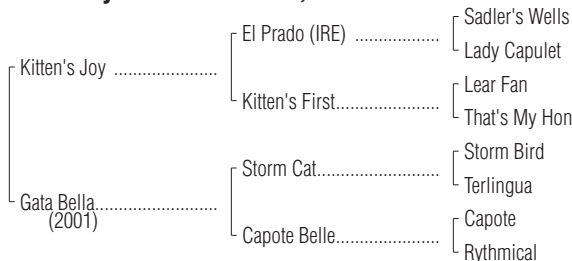 Sadler's Wells
El Prado (IRE) ..................
Lady Capulet
Kitten's Joy ......................
Lear Fan
Kitten's First......................
That's My Hon
Storm Bird
Storm Cat..........................
Terlingua
Gata Bella..........................
(2001)
Capote
Capote Belle......................
Rythmical